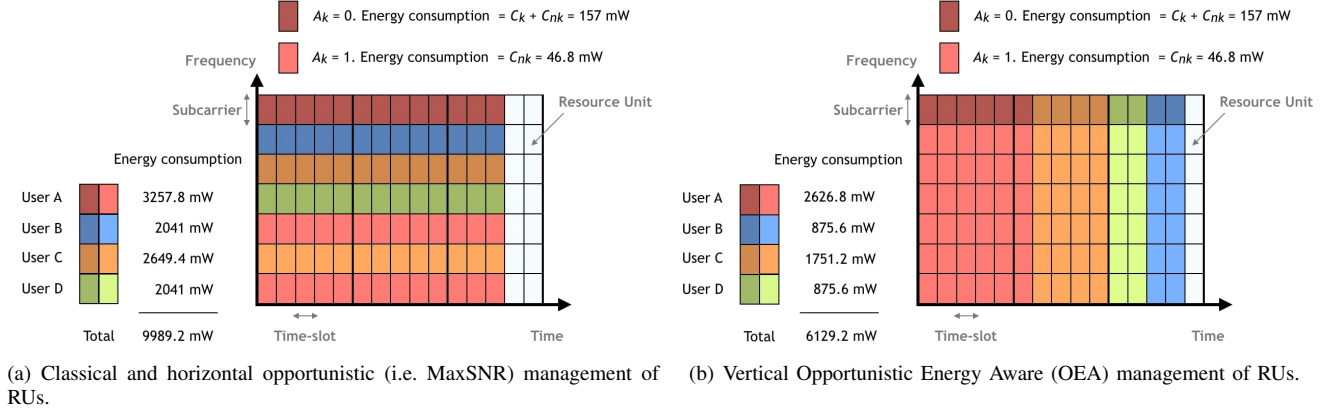 Aₖ = 0. Energy consumption = Cₖ + Cₙₖ = 157 mW
Aₖ = 1. Energy consumption = Cₙₖ = 46.8 mW
Frequency
Subcarrier
Resource Unit
Energy consumption
User A 3257.8 mW
User B 2041 mW
User C 2649.4 mW
User D 2041 mW
Total 9989.2 mW
Time-slot
Time
(a) Classical and horizontal opportunistic (i.e. MaxSNR) management of
RUs.
Aₖ = 0. Energy consumption = Cₖ + Cₙₖ = 157 mW
Aₖ = 1. Energy consumption = Cₙₖ = 46.8 mW
Frequency
Subcarrier
Resource Unit
Energy consumption
User A 2626.8 mW
User B 875.6 mW
User C 1751.2 mW
User D 875.6 mW
Total 6129.2 mW
Time-slot
Time
(b) Vertical Opportunistic Energy Aware (OEA) management of RUs.